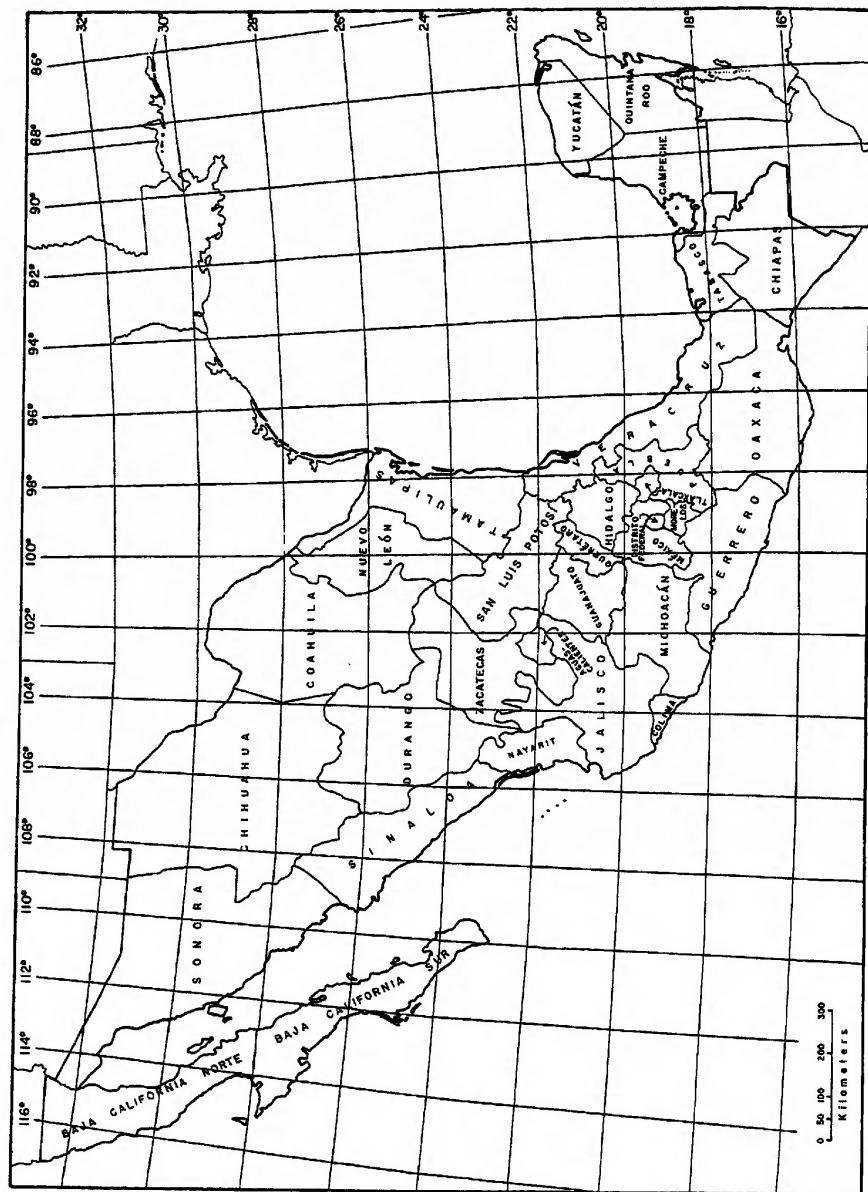 116° 114° 112° 110° 108° 106° 104° 102° 100° 98° 96° 94° 92° 90° 88° 86°
32°
30°
28°
26°
24°
22°
20°
18°
16°
BAJA CALIFORNIA NORTE
BAJA CALIFORNIA SUR
SONORA
CHIHUAHUA
COAHUILA
NUEVO
LEÓN
TAMAULIPAS
SINALOA
DURANGO
ZACATECAS
SAN LUIS POTOSÍ
NAYARIT
AGUAS-
CALIENTES
JALISCO
GUANAJUATO
QUERÉTARO
HIDALGO
COLIMA
MICHOACÁN
MÉXICO
DISTRITO
FEDERAL
MORE-
LOS
TLAXCALA
PUEBLA
VERACRUZ
GUERRERO
OAXACA
TABASCO
CHIAPAS
CAMPECHE
YUCATÁN
QUINTANA
ROO
0 50 100 200 300
Kilometers